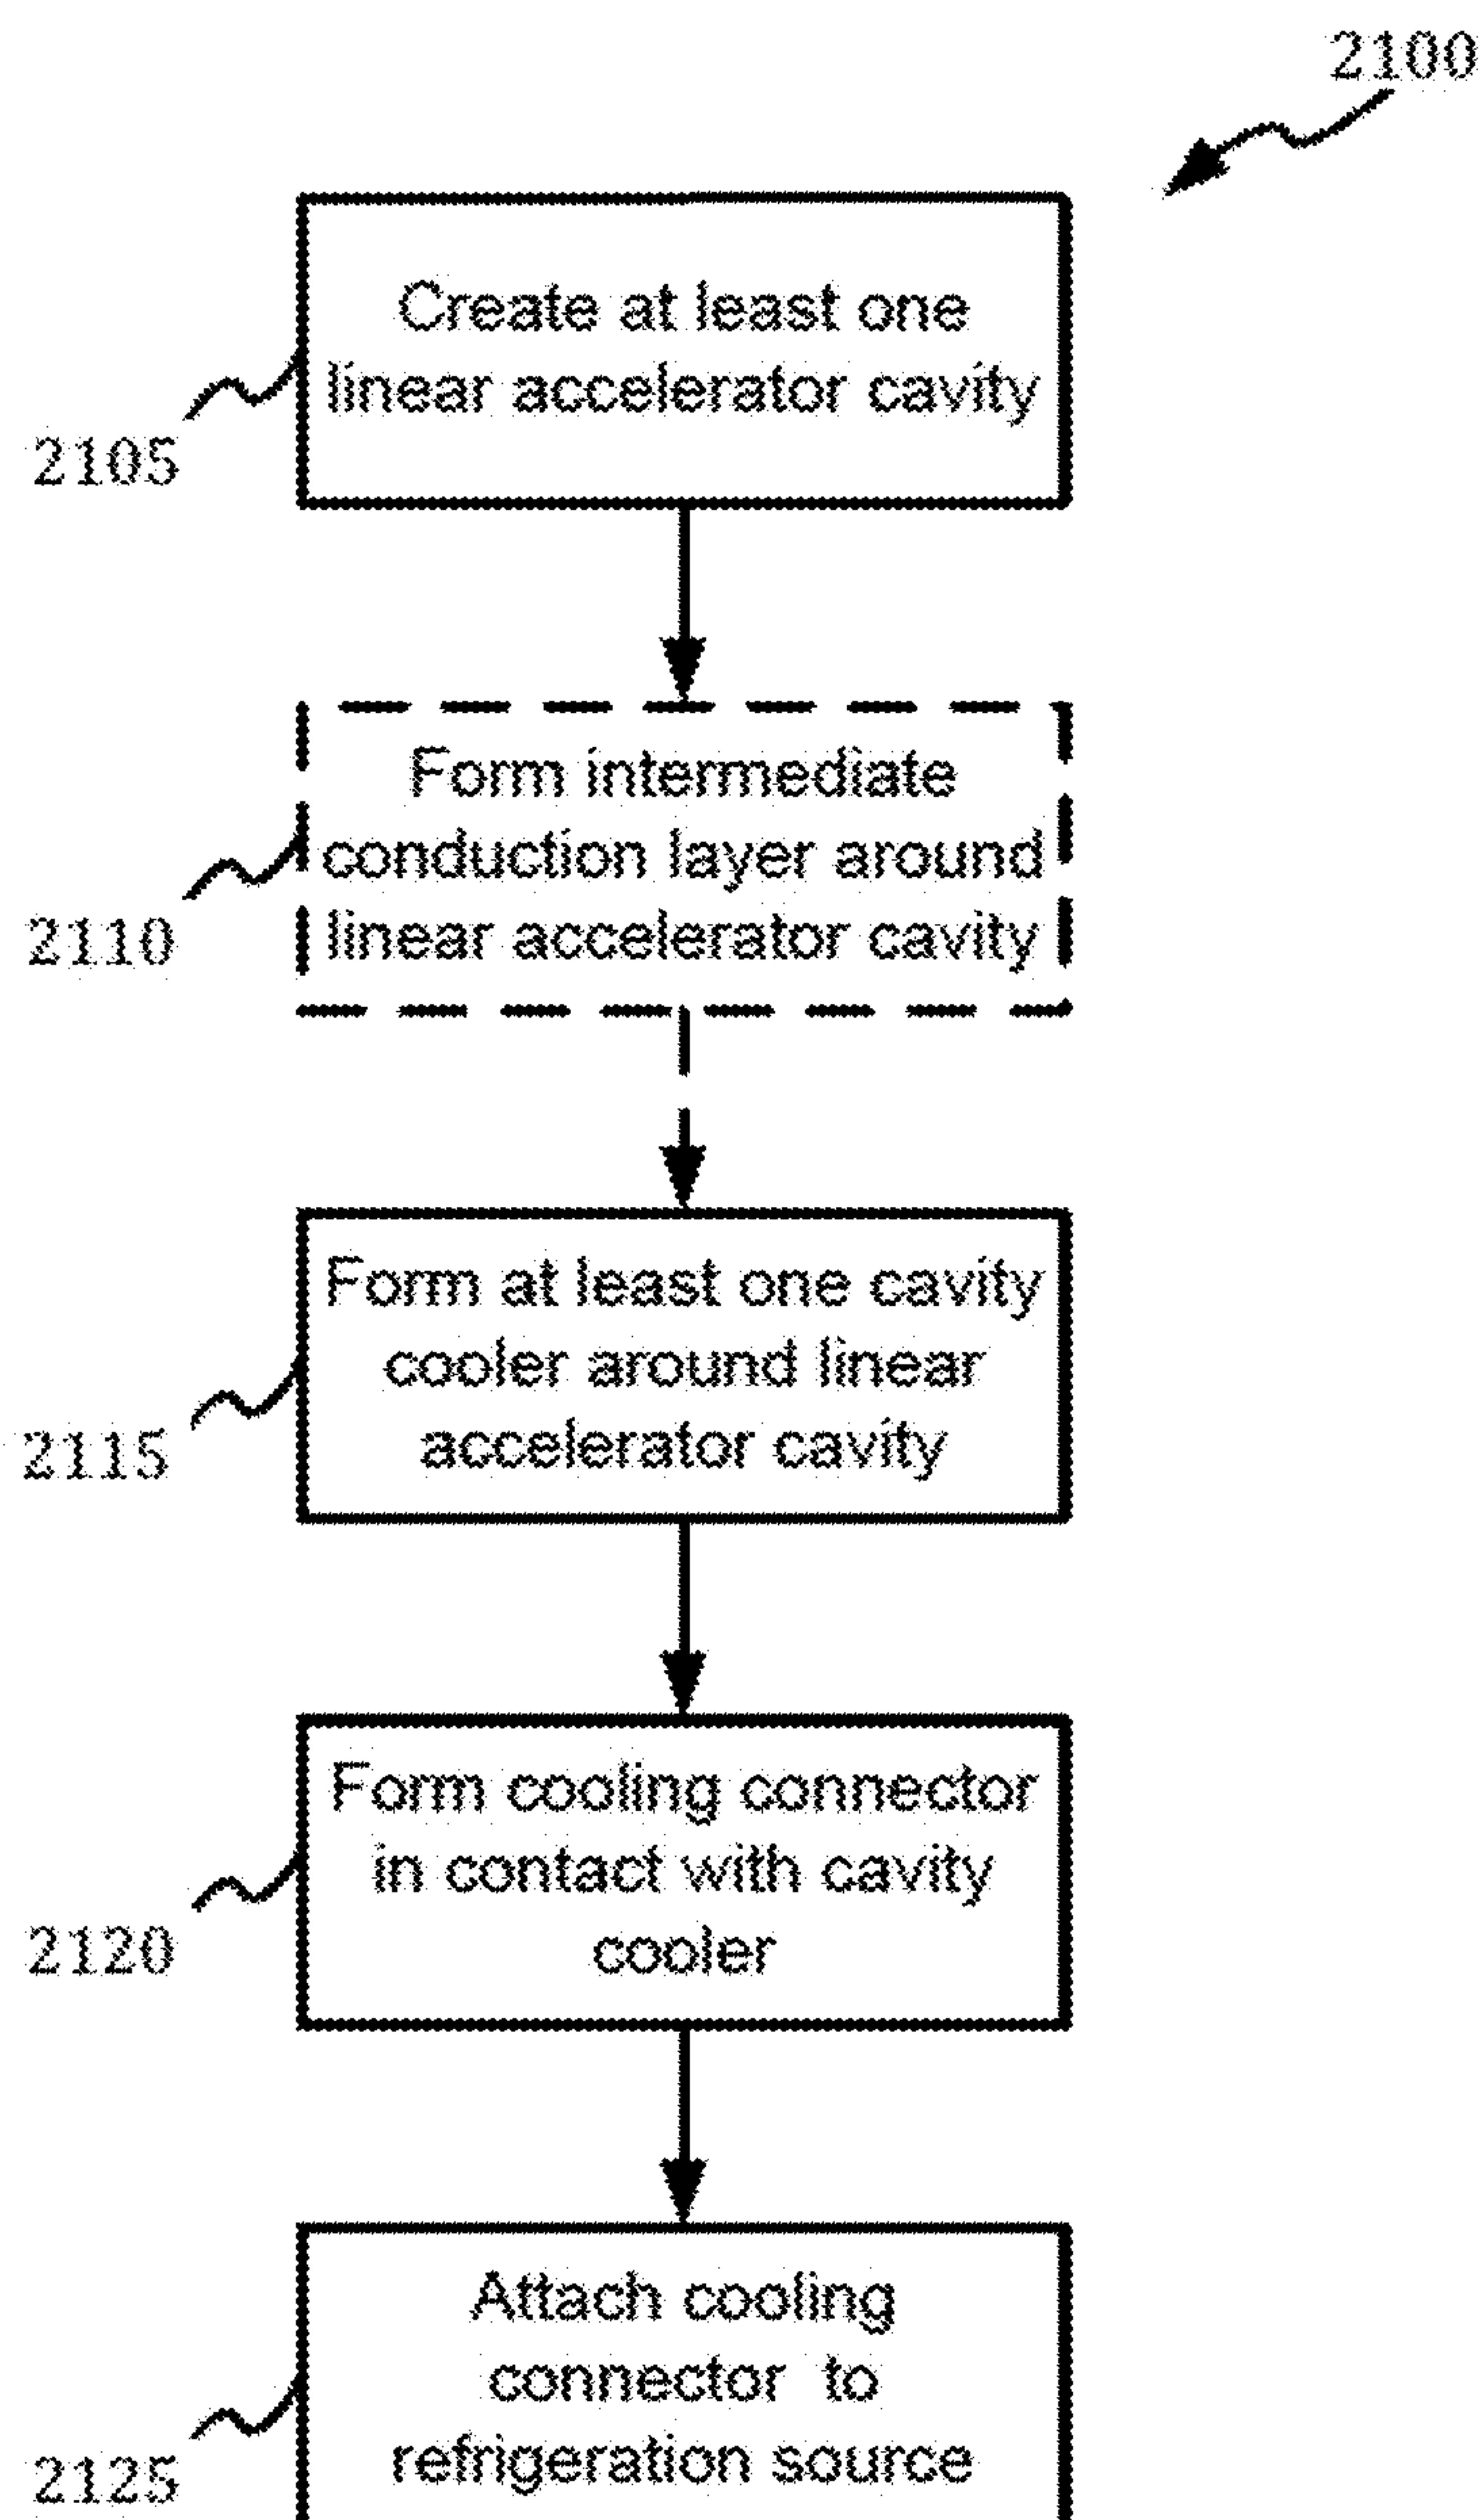 2100
Create at least one
linear accelerator cavity
2105
Form intermediate
conduction layer around
linear accelerator cavity
2110
Form at least one cavity
cooler around linear
accelerator cavity
2115
Form cooling connector
in contact with cavity
cooler
2120
Attach cooling
connector to
refrigeration source
2125